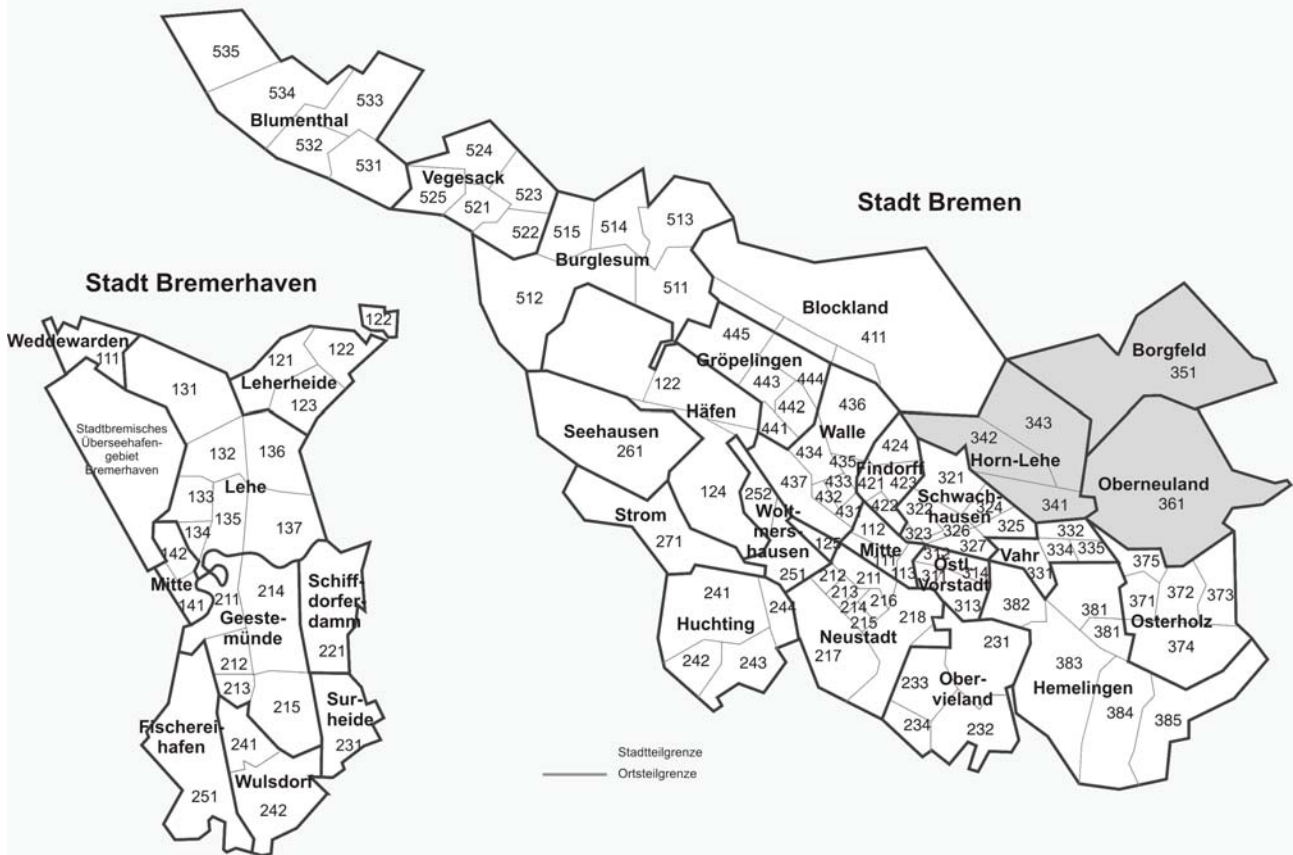 535
534
533
Blumenthal
532
531
524
Vegesack
525
521
523
522
515
514
513
Stadt Bremen
Burglesum
512
511
Stadt Bremerhaven
Blockland
411
122
Weddewarden
111
121
122
Leherheide
123
131
445
Gröpelingen
443
444
122
442
Häfen
441
436
Walle
Borgfeld
351
343
342
Horn-Lehe
Stadtbremisches
Überseehafen-
gebiet
Bremerhaven
132
136
Lehe
133
135
134
137
142
Mitte
141
Seehausen
261
434
435
424
Findorff
437
433
421
423
432
422
431
321
Schwach-
hausen
322
324
323
326
325
327
341
Oberneuland
361
124
252
Strom
271
Wolt-
mers-
hausen
125
251
112
Mitte
111
113
312
Östl.
Vorstadt
311
314
313
Vahr
331
332
334
335
375
371
372
373
Osterholz
374
211
214
Geeste-
münde
Schiff-
dorfer-
damm
221
212
213
215
Sur-
heide
231
Fischerei-
hafen
251
241
Wulsdorf
242
241
244
Huchting
242
243
212
211
213
214
216
215
218
Neustadt
217
231
233
Ober-
vieland
234
232
382
381
381
383
Hemelingen
384
385
Stadtteilgrenze
Ortsteilgrenze